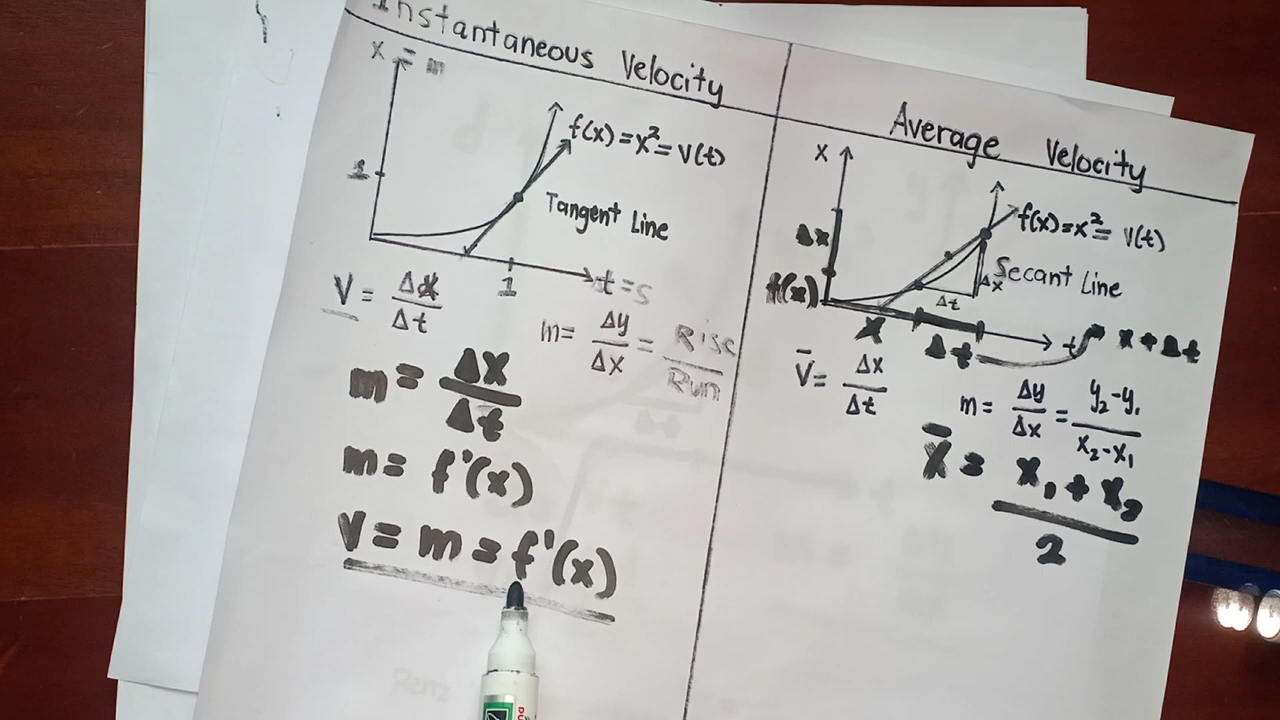 Instantaneous Velocity
x = m
f(x) = x² = v(t)
1
Tangent Line
1
t = s
V = Δx/Δt
m = Δy/Δx = Rise/Run
m = Δx/Δt
m = f'(x)
V = m = f'(x)
Average Velocity
x
f(x) = x² = v(t)
Δx
Secant Line
Δx
f(x)
Δt
x
Δt
t
x + Δt
V̄ = Δx/Δt
m = Δy/Δx = y₂-y₁/x₂-x₁
x̄ = x₁ + x₂/2